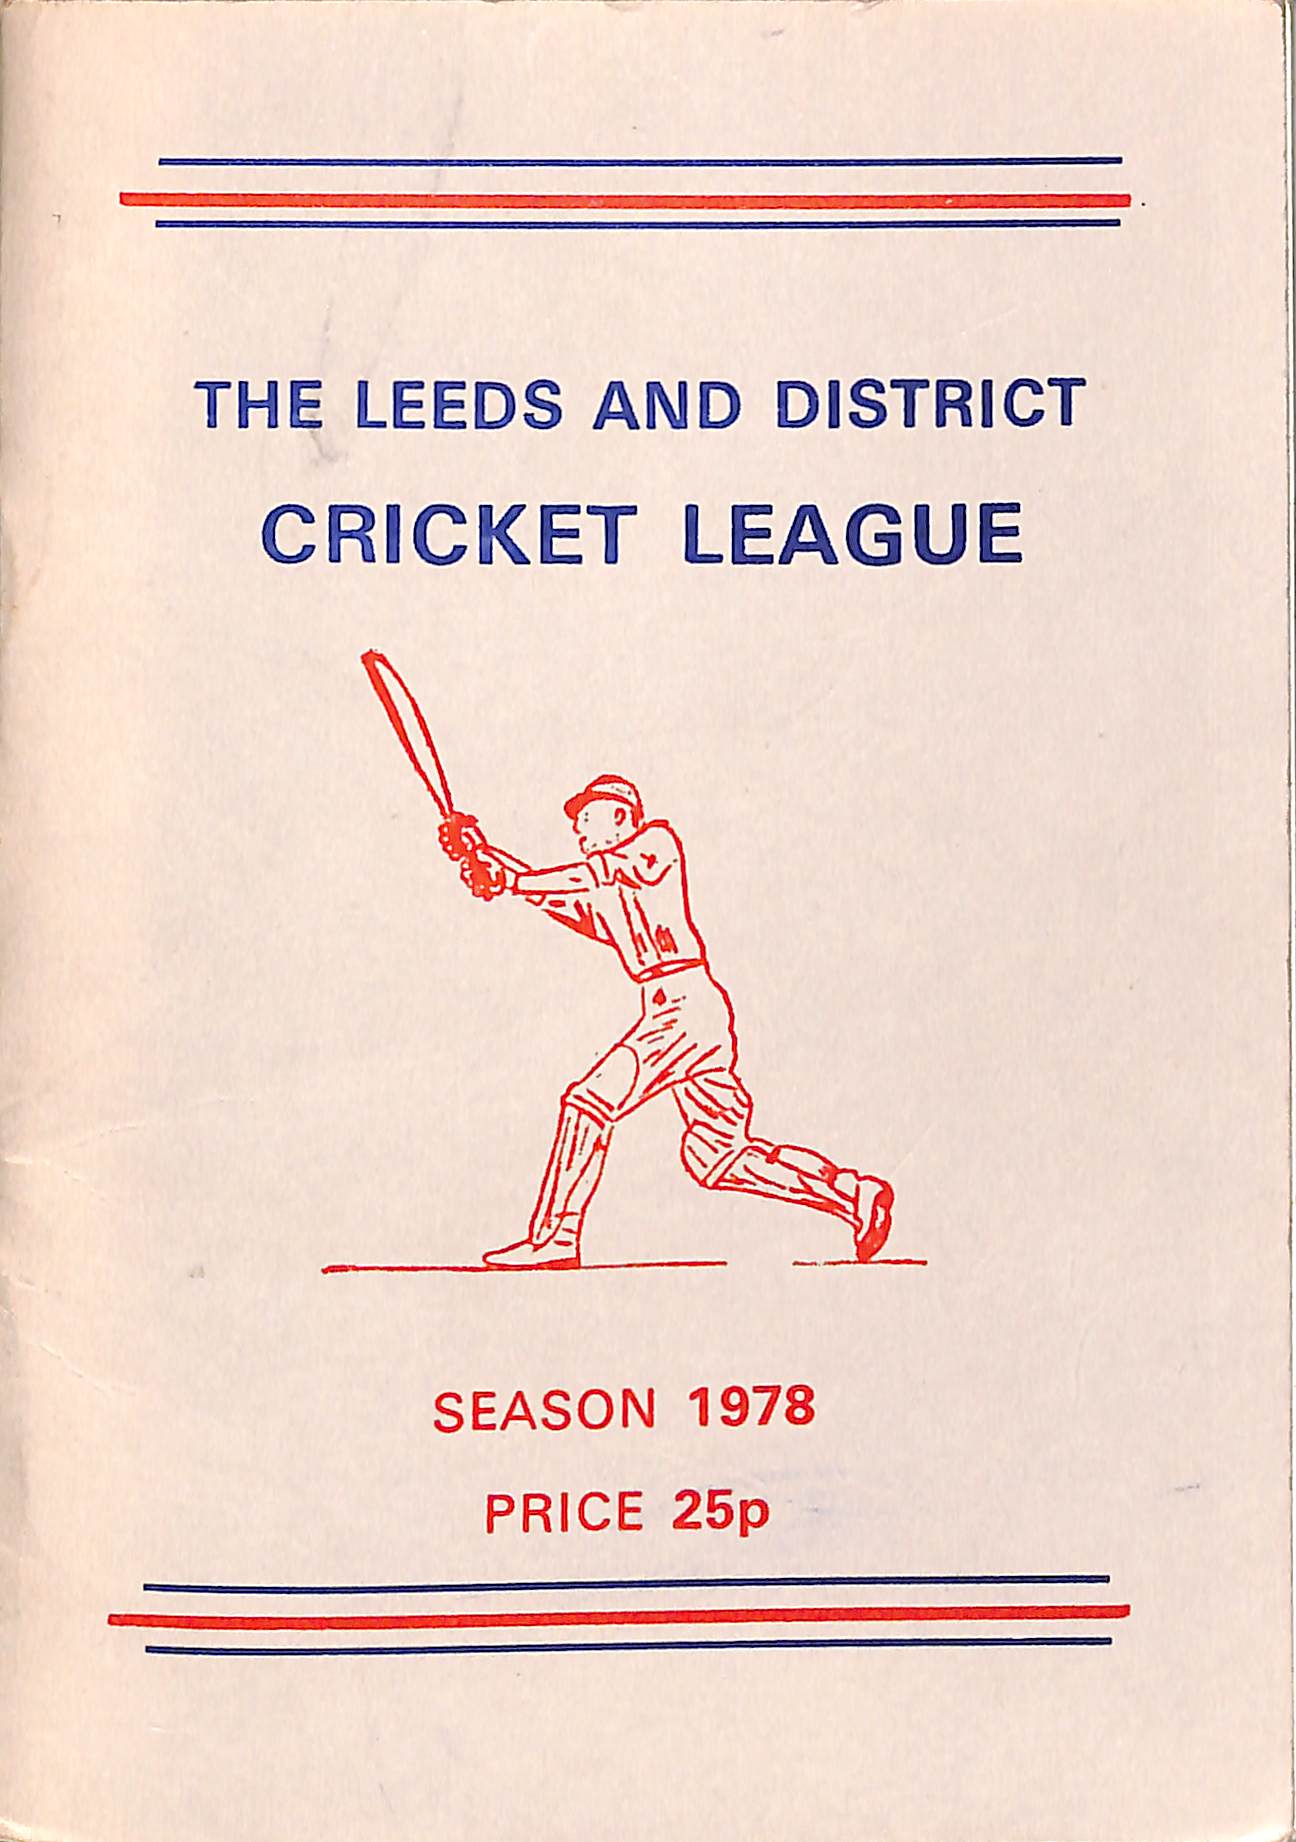 THE LEEDS AND DISTRICT
CRICKET LEAGUE
SEASON 1978
PRICE 25p